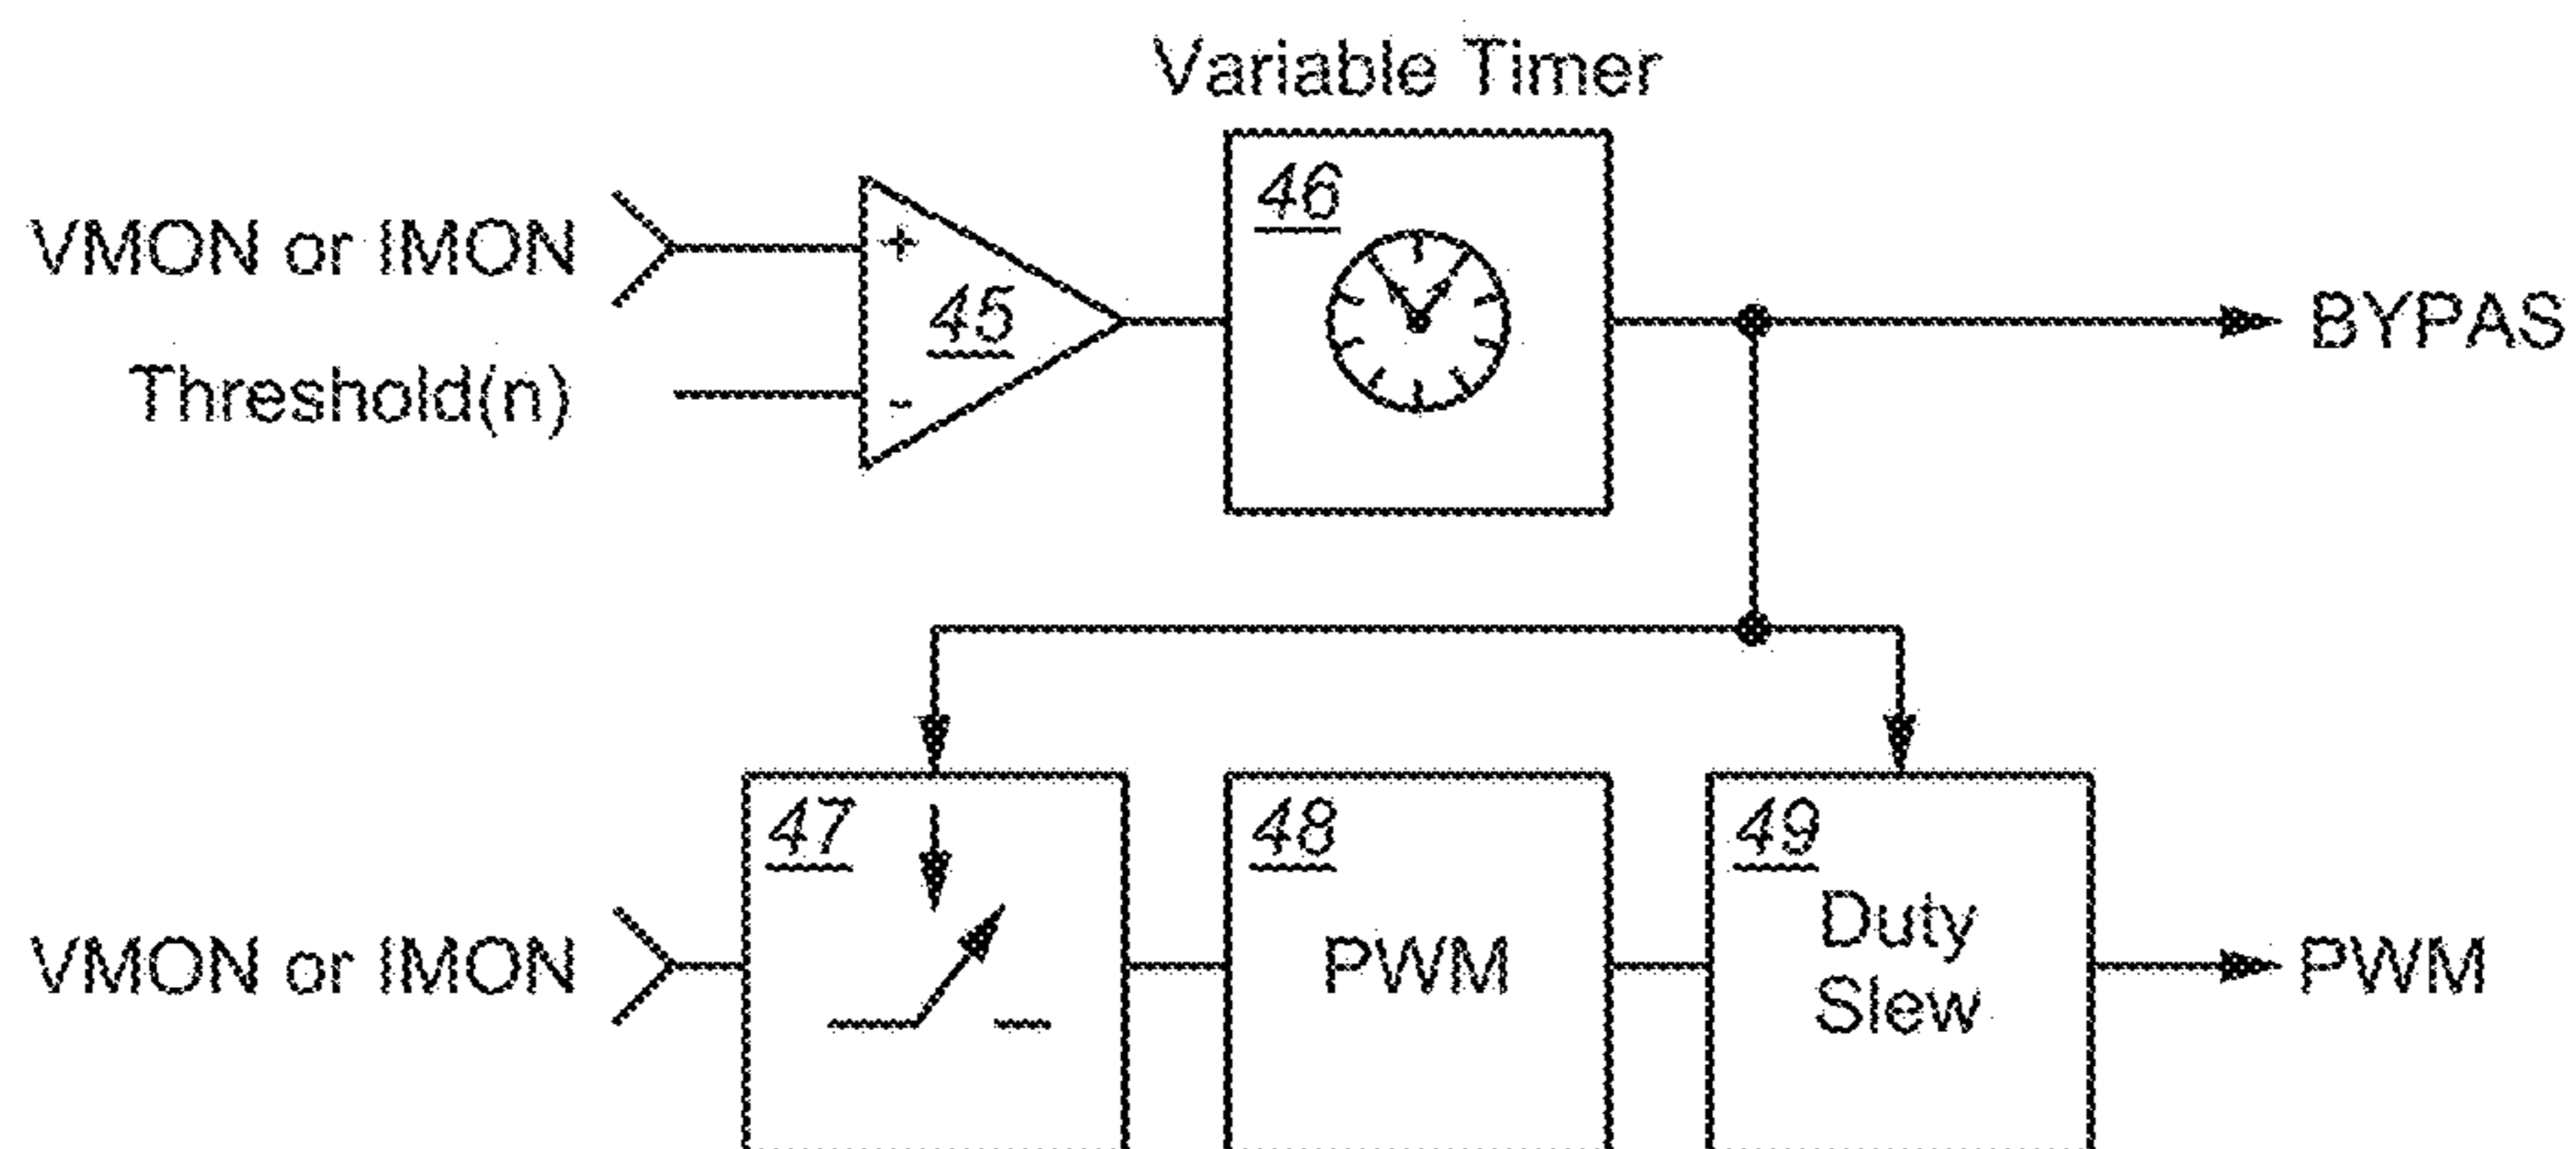 Variable Timer
46
VMON or IMON
+
45
BYPAS
Threshold(n)
-
47
48
49
VMON or IMON
PWM
Duty
Slew
PWM